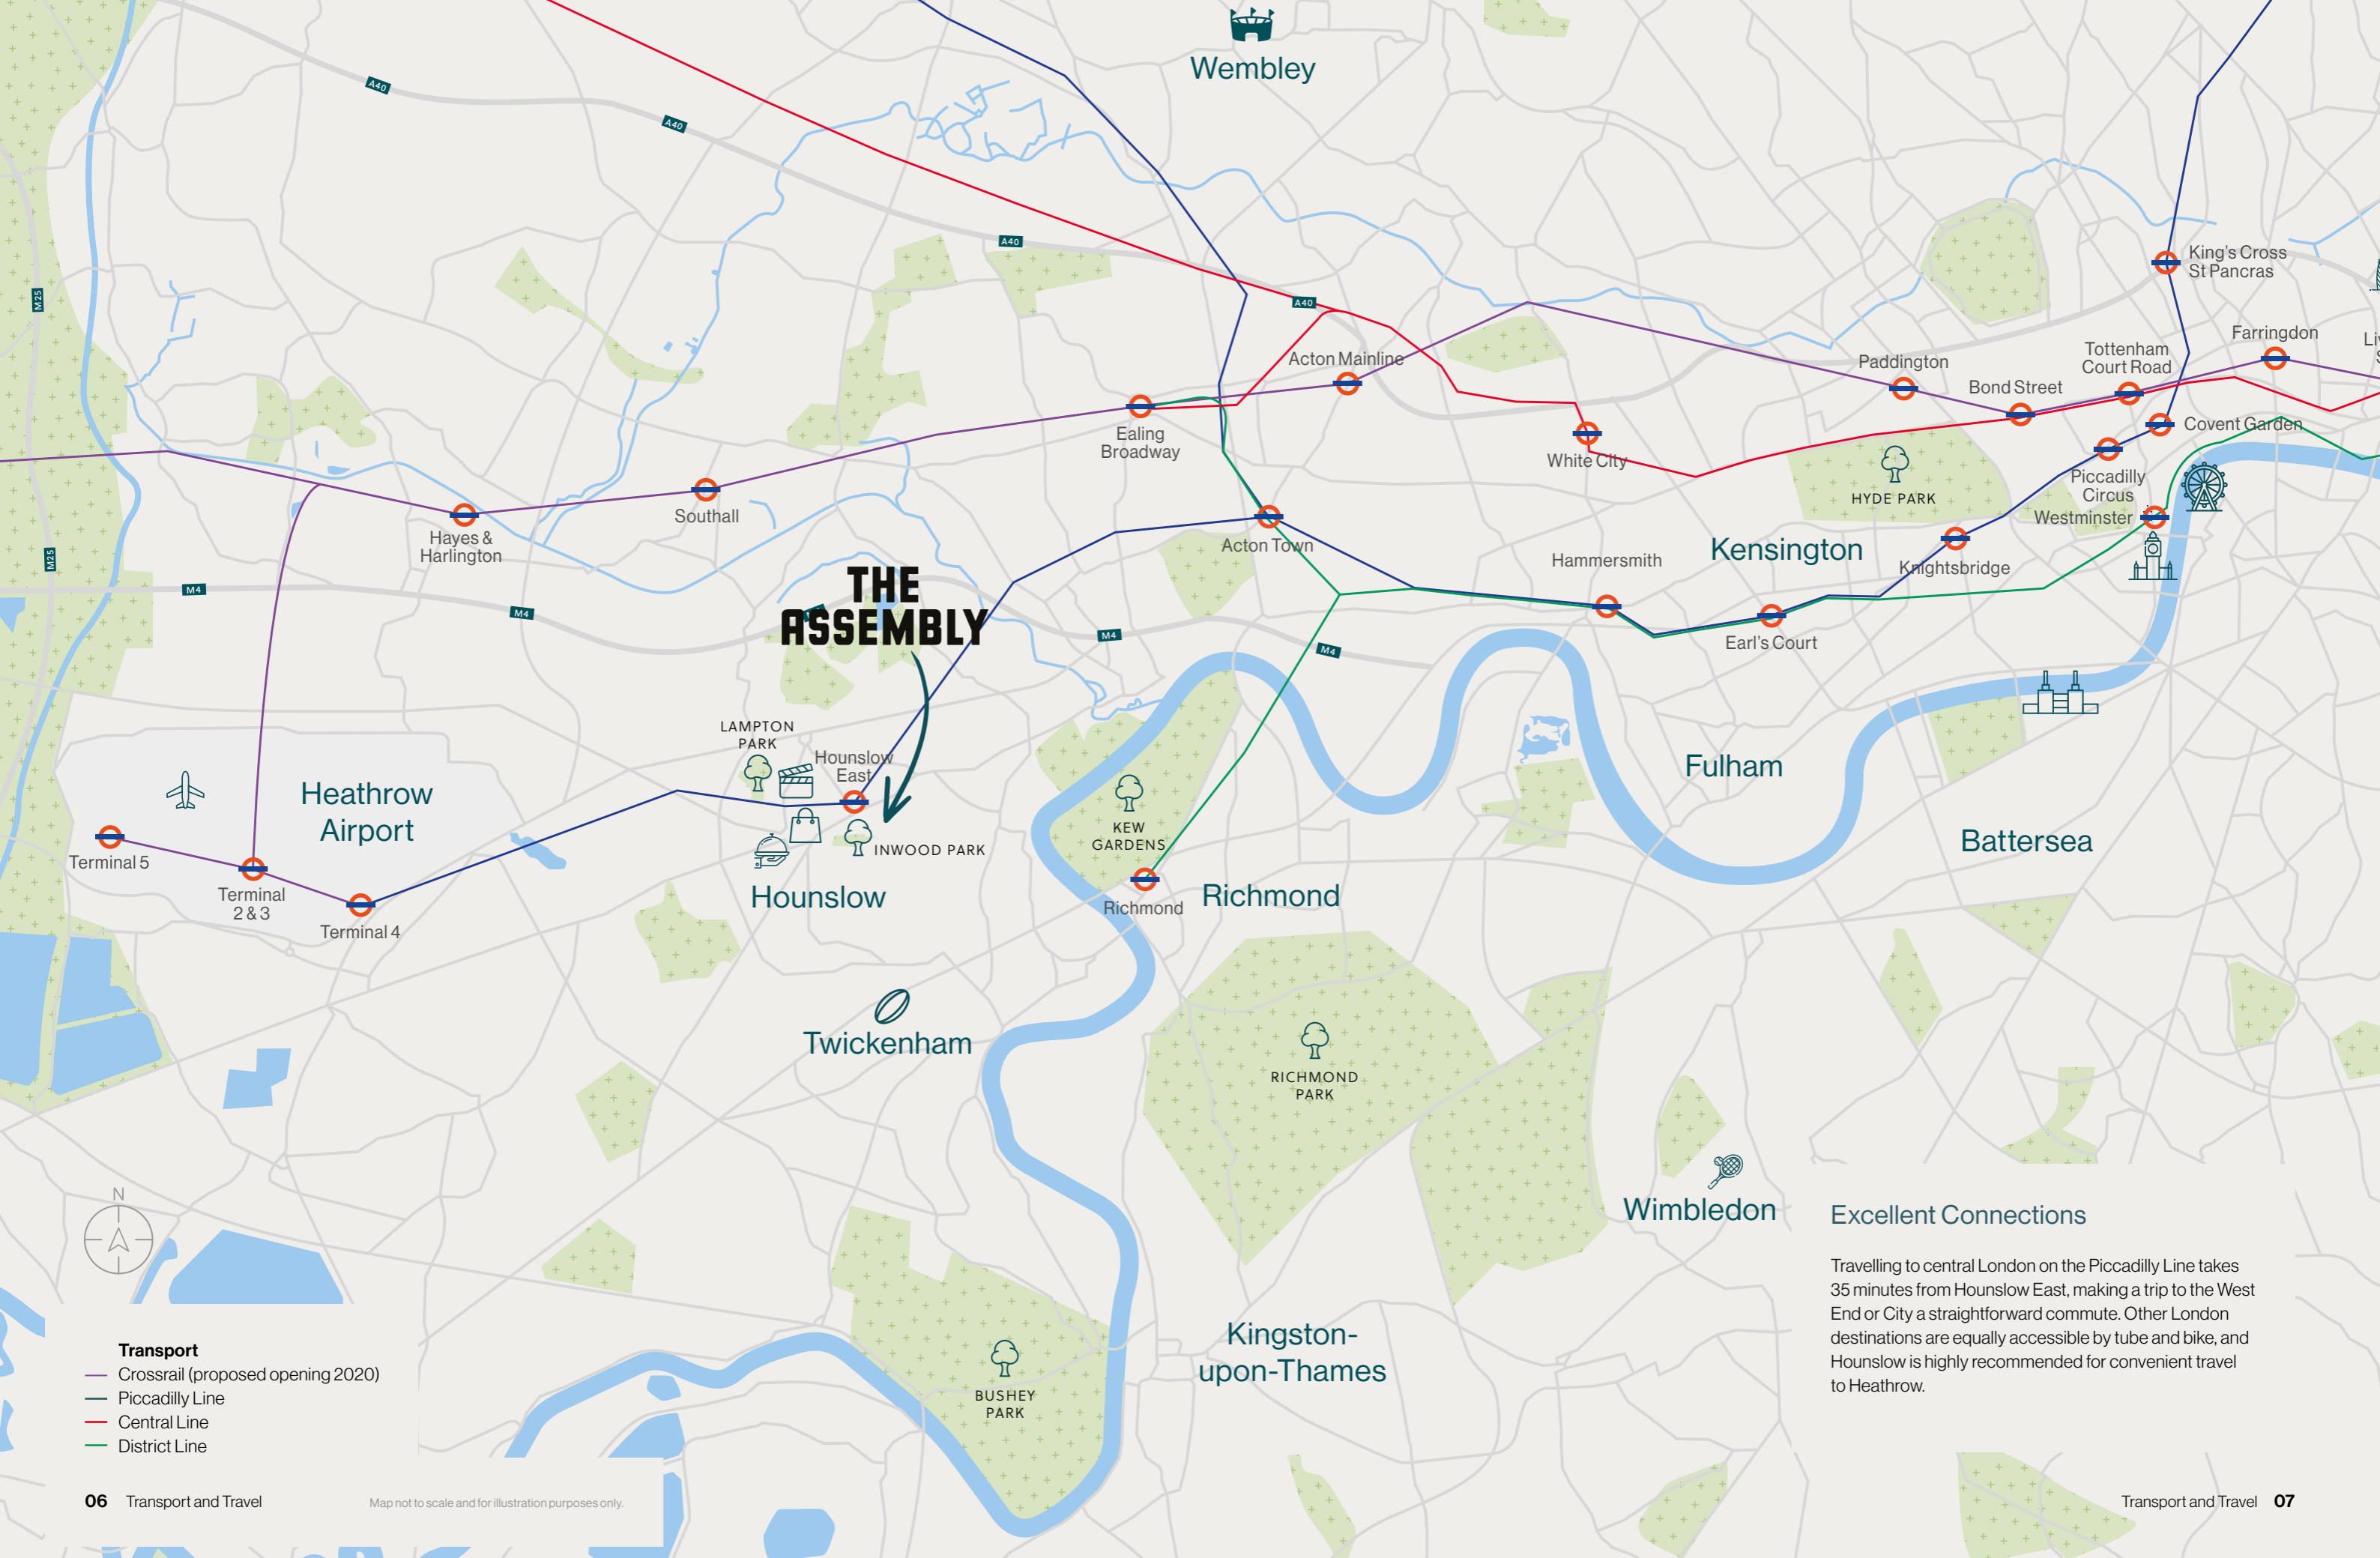 Wembley
A40
A40
A40
A40
M25
M25
King's Cross
St Pancras
Farringdon
Tottenham
Court Road
Paddington
Bond Street
Acton Mainline
Covent Garden
Ealing
Broadway
White City
HYDE PARK
Piccadilly
Circus
Westminster
Southall
Hayes &
Harlington
Acton Town
Hammersmith
Kensington
Knightsbridge
Earl's Court
M4
M4
M4
M4
THE
ASSEMBLY
LAMPTON
PARK
Hounslow
East
Heathrow
Airport
Terminal 5
Terminal
2 & 3
Terminal 4
INWOOD PARK
Hounslow
KEW
GARDENS
Richmond
Richmond
Fulham
Battersea
Twickenham
RICHMOND
PARK
Wimbledon
Kingston-
upon-Thames
BUSHEY
PARK
N
Transport
Crossrail (proposed opening 2020)
Piccadilly Line
Central Line
District Line
06 Transport and Travel
Map not to scale and for illustration purposes only.
Excellent Connections
Travelling to central London on the Piccadilly Line takes
35 minutes from Hounslow East, making a trip to the West
End or City a straightforward commute. Other London
destinations are equally accessible by tube and bike, and
Hounslow is highly recommended for convenient travel
to Heathrow.
Transport and Travel 07